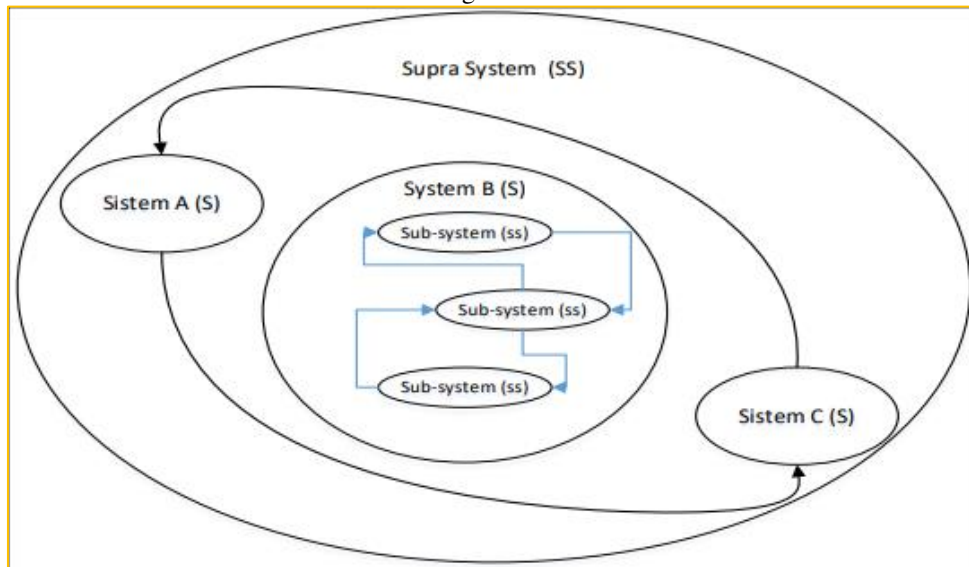 Supra System (SS)
Sistem A (S)
System B (S)
Sub-system (ss)
Sub-system (ss)
Sub-system (ss)
Sistem C (S)